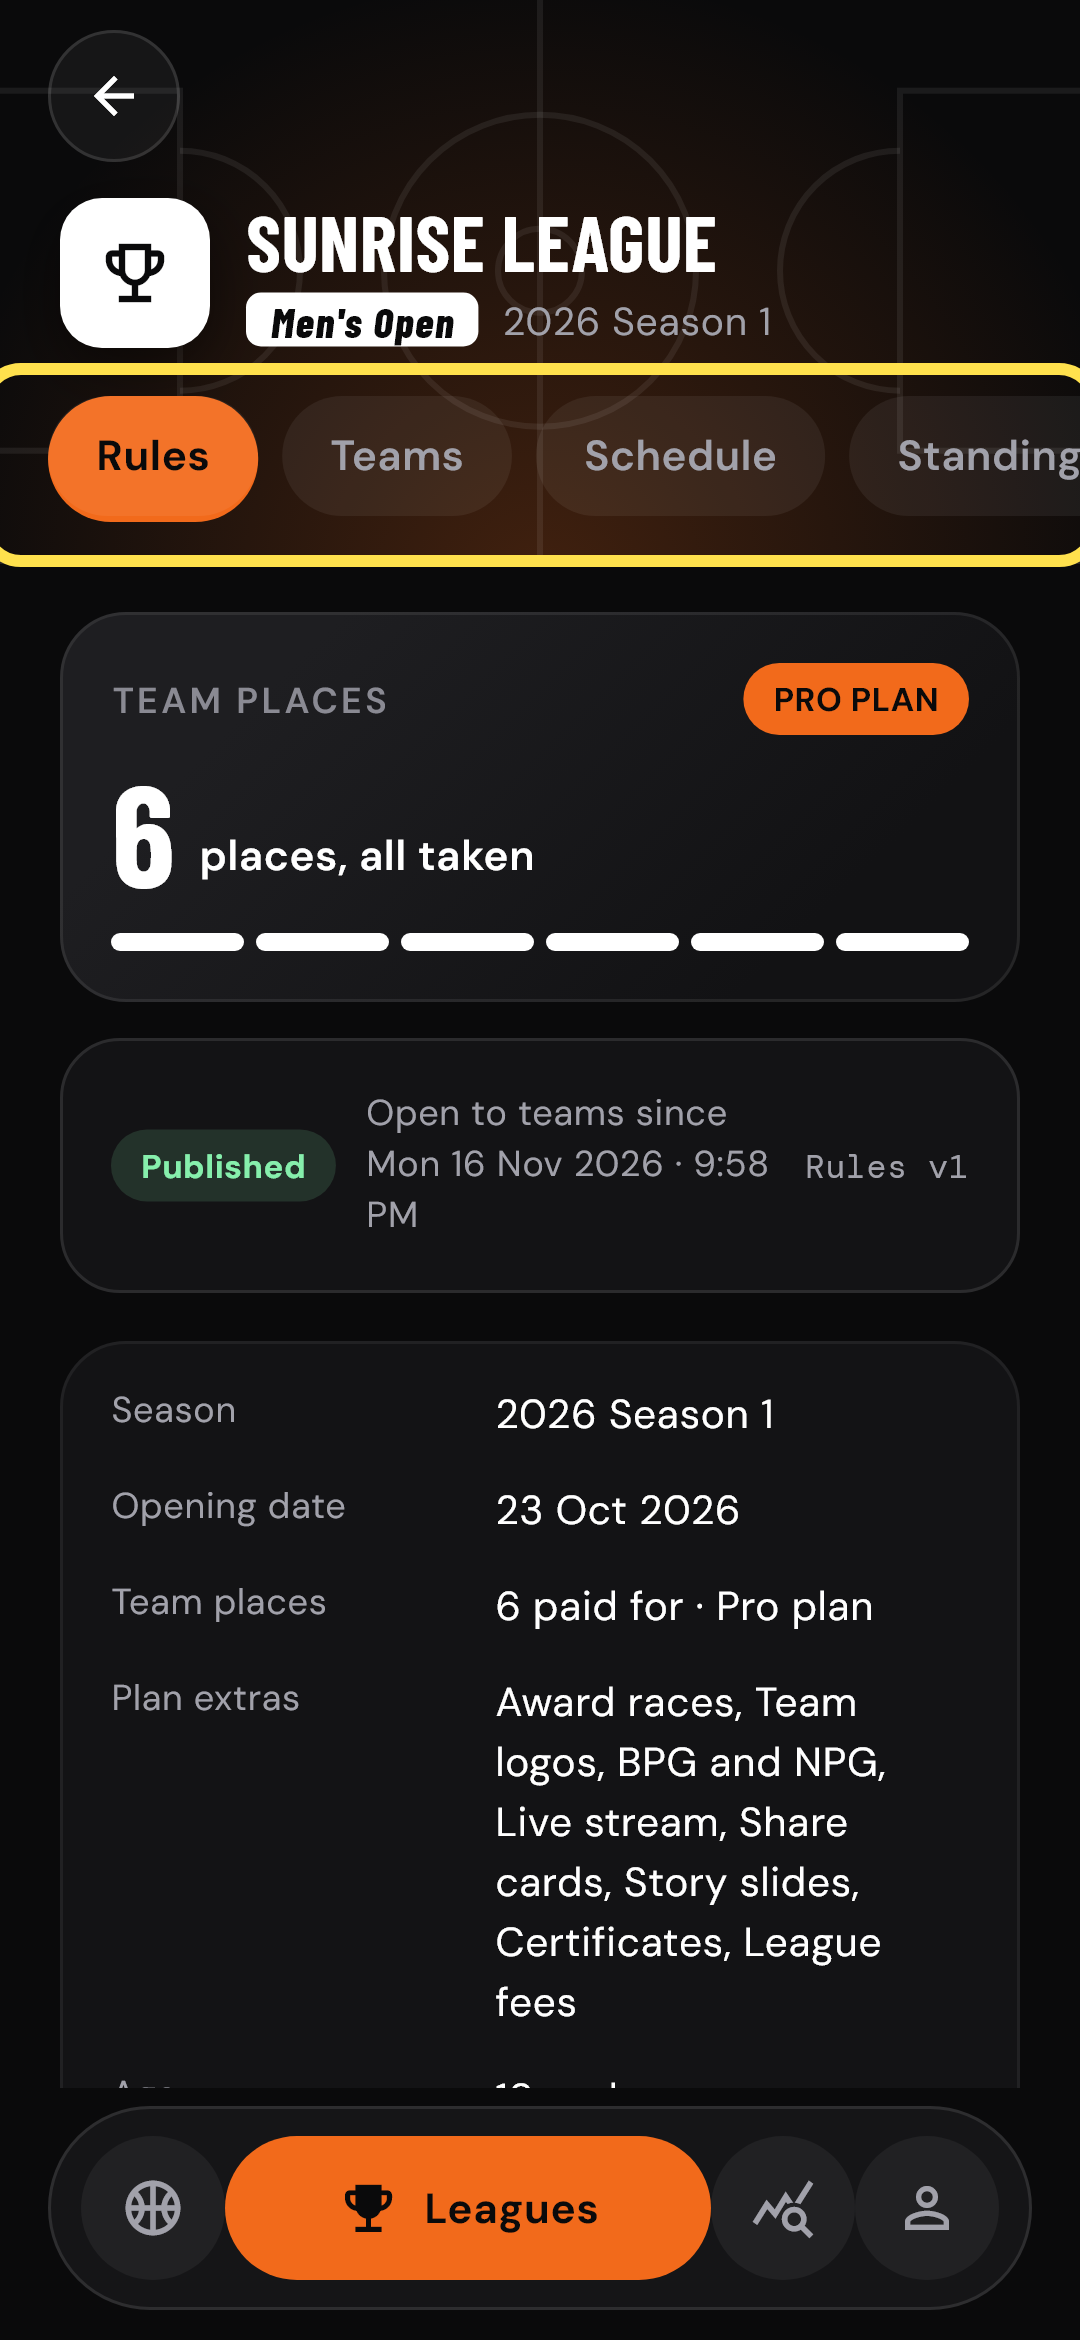 SUNRISE LEAGUE
Men's Open 2026 Season 1
Rules Teams Schedule Standing
TEAM PLACES PRO PLAN
6 places, all taken
Open to teams since
Published Mon 16 Nov 2026 · 9:58 Rules v1
PM
Season 2026 Season 1
Opening date 23 Oct 2026
Team places 6 paid for · Pro plan
Plan extras Award races, Team
logos, BPG and NPG,
Live stream, Share
cards, Story slides,
Certificates, League
fees
Leagues